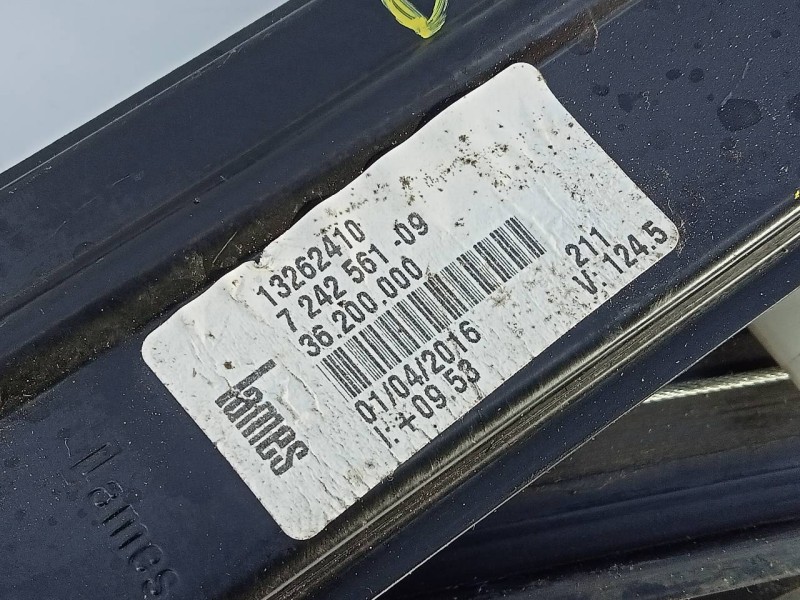 13262410
7 242 561 -09
36 200.000
01/04/2016
I: +09.53
211
V: 124.5
lames
lames